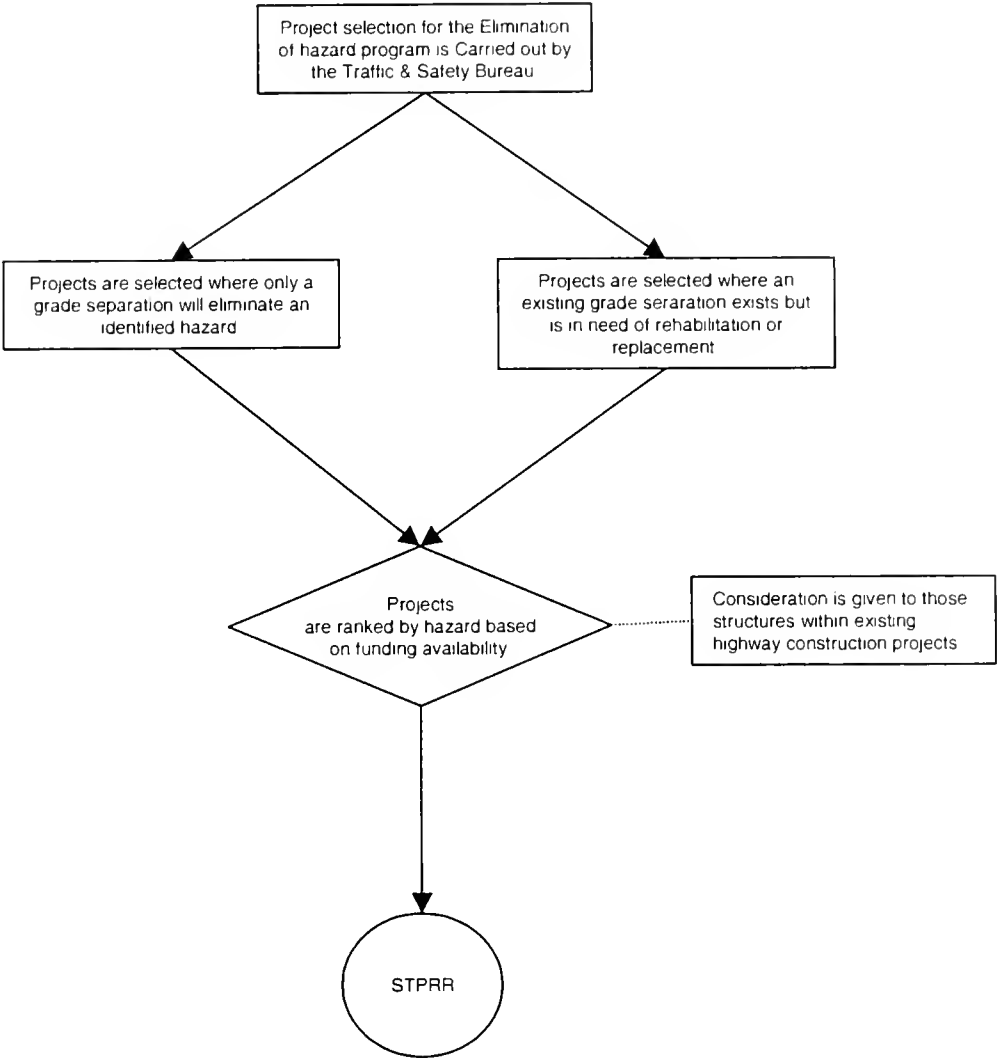 Project selection for the Elimination
of hazard program is Carried out by
the Traffic & Safety Bureau
Projects are selected where only a
grade separation will eliminate an
identified hazard
Projects are selected where an
existing grade seraration exists but
is in need of rehabilitation or
replacement
Projects
are ranked by hazard based
on funding availability
Consideration is given to those
structures within existing
highway construction projects
STPRR